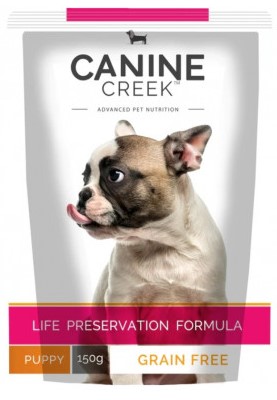 CANINE
CREEK™
ADVANCED PET NUTRITION
LIFE PRESERVATION FORMULA
PUPPY 150g GRAIN FREE